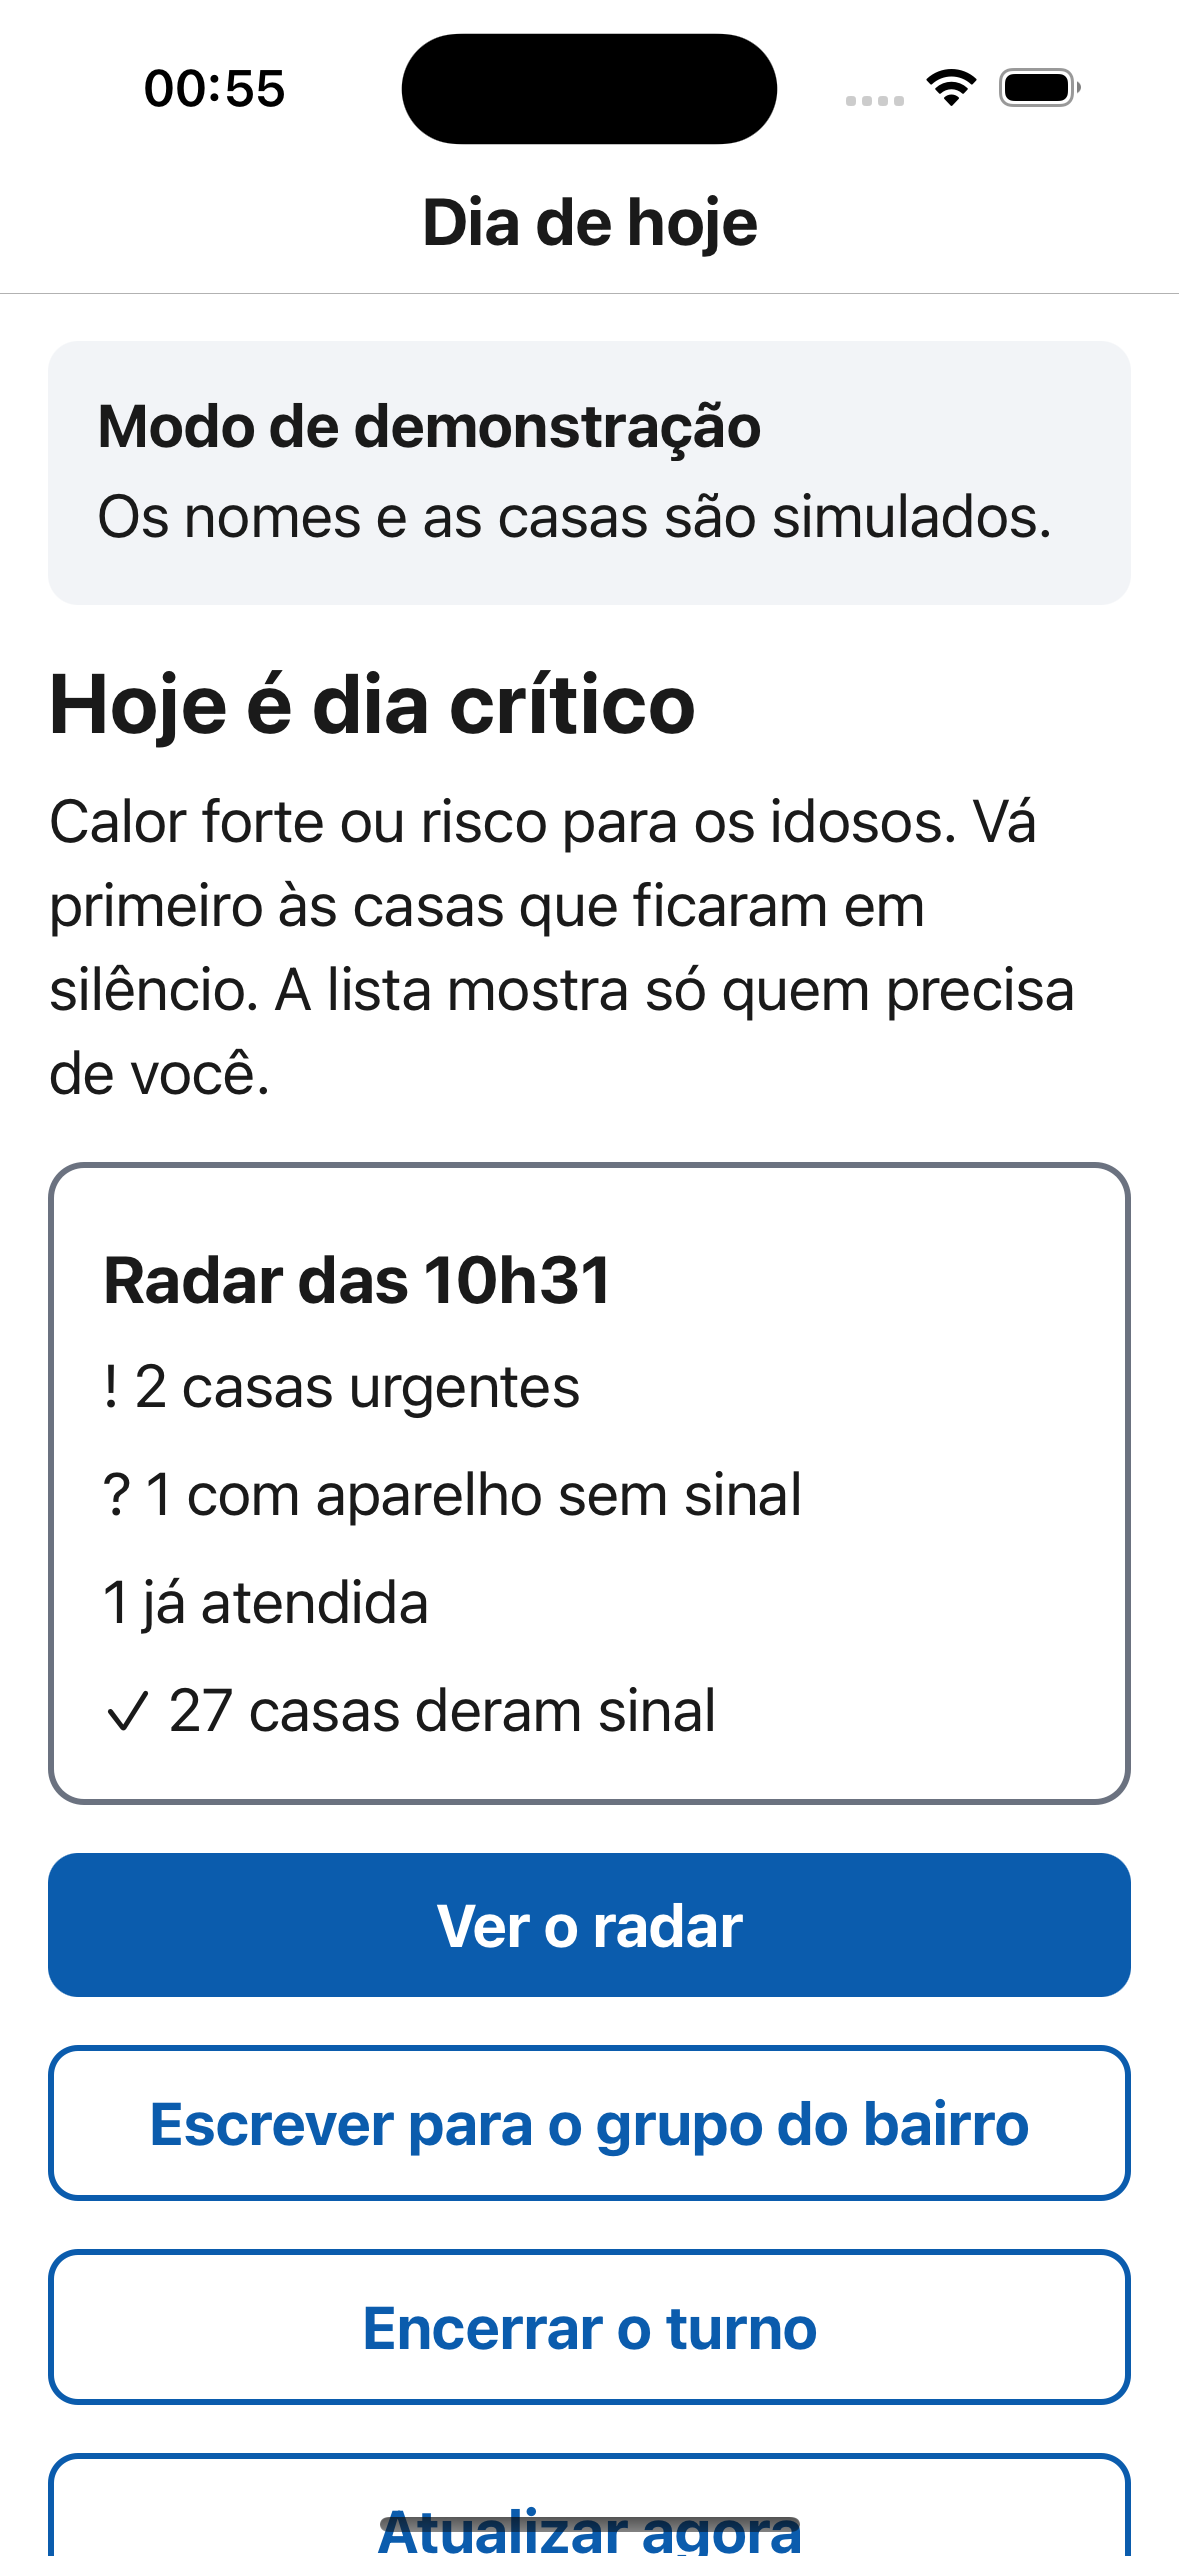 00:55
Dia de hoje
Modo de demonstração
Os nomes e as casas são simulados.
Hoje é dia crítico
Calor forte ou risco para os idosos. Vá
primeiro às casas que ficaram em
silêncio. A lista mostra só quem precisa
de você.
Radar das 10h31
! 2 casas urgentes
? 1 com aparelho sem sinal
1 já atendida
✓ 27 casas deram sinal
Ver o radar
Escrever para o grupo do bairro
Encerrar o turno
Atualizar agora